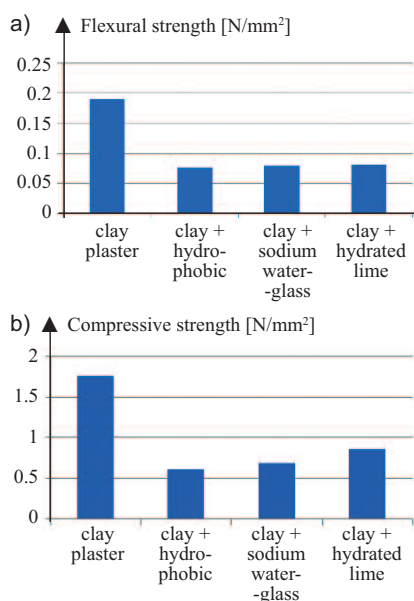 a) Flexural strength [N/mm²]
0.25
0.2
0.15
0.1
0.05
0
clay plaster
clay + hydro-phobic
clay + sodium water--glass
clay + hydrated lime
b) Compressive strength [N/mm²]
2
1.5
1
0.5
0
clay plaster
clay + hydro-phobic
clay + sodium water--glass
clay + hydrated lime